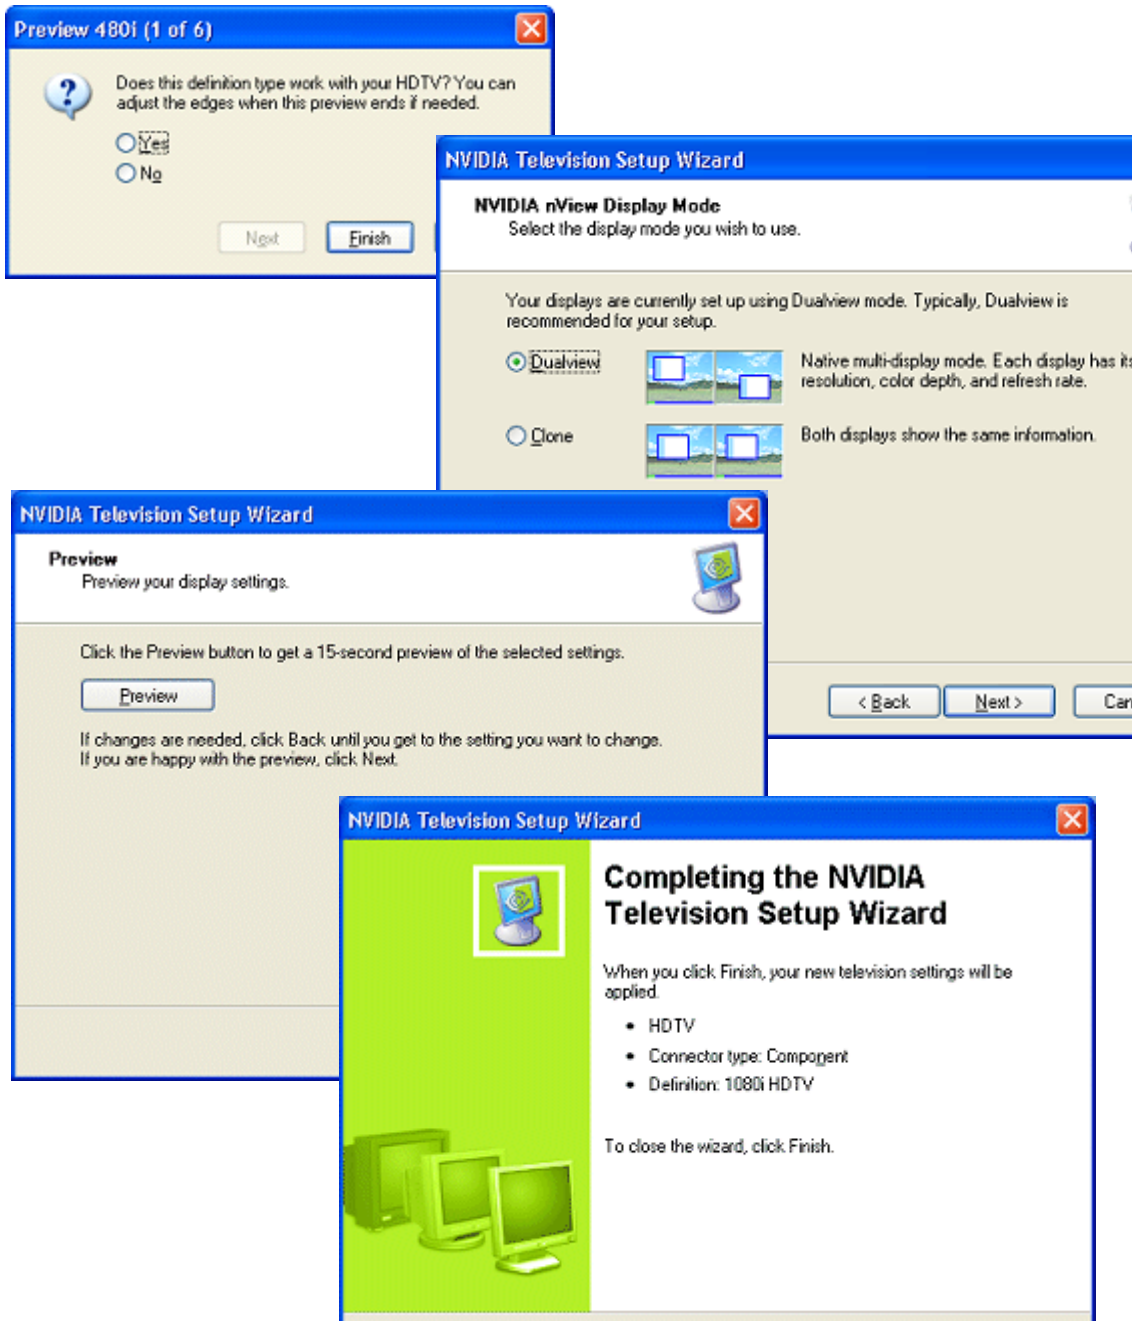 Preview 480i (1 of 6)
Does this definition type work with your HDTV? You can
adjust the edges when this preview ends if needed.
Yes
No
Next
Finish
NVIDIA Television Setup Wizard
NVIDIA nView Display Mode
Select the display mode you wish to use.
Your displays are currently set up using Dualview mode. Typically, Dualview is
recommended for your setup.
Dualview
Native multi-display mode. Each display has its
resolution, color depth, and refresh rate.
Clone
Both displays show the same information.
< Back
Next >
NVIDIA Television Setup Wizard
Preview
Preview your display settings.
Click the Preview button to get a 15-second preview of the selected settings.
Preview
If changes are needed, click Back until you get to the setting you want to change.
If you are happy with the preview, click Next.
NVIDIA Television Setup Wizard
Completing the NVIDIA
Television Setup Wizard
When you click Finish, your new television settings will be
applied.
• HDTV
• Connector type: Component
• Definition: 1080i HDTV
To close the wizard, click Finish.